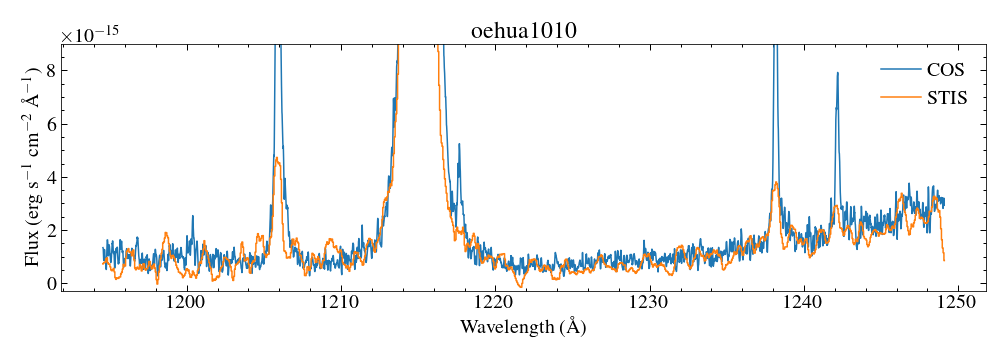 oehua1010
×10⁻¹⁵
8
6
4
2
0
Flux (erg s⁻¹ cm⁻² Å⁻¹)
COS
STIS
1200
1210
1220
1230
1240
1250
Wavelength (Å)